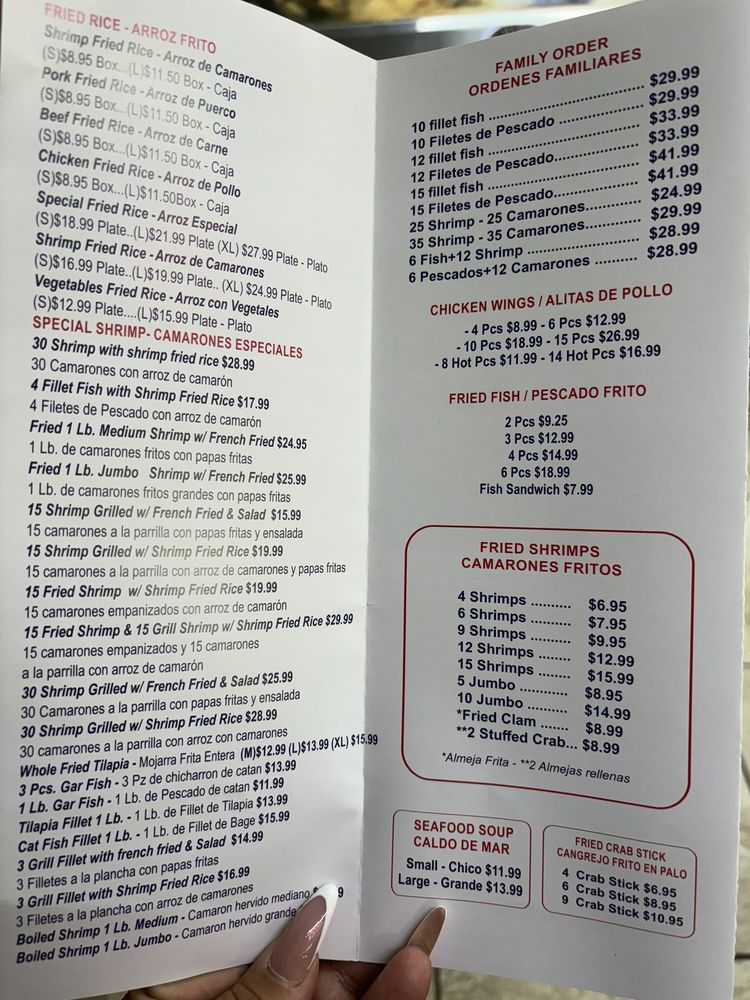 FRIED RICE - ARROZ FRITO
Shrimp Fried Rice - Arroz de Camarones
(S)$8.95 Box...(L)$11.50 Box - Caja
Pork Fried Rice - Arroz de Puerco
(S)$8.95 Box...(L)$11.50 Box - Caja
Beef Fried Rice - Arroz de Carne
(S)$8.95 Box...(L)$11.50 Box - Caja
Chicken Fried Rice - Arroz de Pollo
(S)$8.95 Box...(L)$11.50Box - Caja
Special Fried Rice - Arroz Especial
(S)$18.99 Plate..(L)$21.99 Plate (XL) $27.99 Plate - Plato
Shrimp Fried Rice - Arroz de Camarones
(S)$16.99 Plate..(L)$19.99 Plate.. (XL) $24.99 Plate - Plato
Vegetables Fried Rice - Arroz con Vegetales
(S)$12.99 Plate....(L)$15.99 Plate - Plato
SPECIAL SHRIMP- CAMARONES ESPECIALES
30 Shrimp with shrimp fried rice $28.99
30 Camarones con arroz de camarón
4 Fillet Fish with Shrimp Fried Rice $17.99
4 Filetes de Pescado con arroz de camarón
Fried 1 Lb. Medium Shrimp w/ French Fried $24.95
1 Lb. de camarones fritos con papas fritas
Fried 1 Lb. Jumbo Shrimp w/ French Fried $25.99
1 Lb. de camarones fritos grandes con papas fritas
15 Shrimp Grilled w/ French Fried & Salad $15.99
15 camarones a la parrilla con papas fritas y ensalada
15 Shrimp Grilled w/ Shrimp Fried Rice $19.99
15 camarones a la parrilla con arroz de camarones y papas fritas
15 Fried Shrimp w/ Shrimp Fried Rice $19.99
15 camarones empanizados con arroz de camarón
15 Fried Shrimp & 15 Grill Shrimp w/ Shrimp Fried Rice $29.99
15 camarones empanizados y 15 camarones
a la parrilla con arroz de camarón
30 Shrimp Grilled w/ French Fried & Salad $25.99
30 Camarones a la parrilla con papas fritas y ensalada
30 Shrimp Grilled w/ Shrimp Fried Rice $28.99
30 camarones a la parrilla con arroz con camarones
Whole Fried Tilapia - Mojarra Frita Entera (M)$12.99 (L)$13.99 (XL) $15.99
3 Pcs. Gar Fish - 3 Pz de chicharron de catan $13.99
1 Lb. Gar Fish - 1 Lb. de Pescado de catan $11.99
Tilapia Fillet 1 Lb. - 1 Lb. de Fillet de Tilapia $13.99
Cat Fish Fillet 1 Lb. - 1 Lb. de Fillet de Bage $15.99
3 Grill Fillet with french fried & Salad $14.99
3 Filletes a la plancha con papas fritas
3 Grill Fillet with Shrimp Fried Rice $16.99
3 Filetes a la plancha con arroz de camarones
Boiled Shrimp 1 Lb. Medium - Camaron hervido mediano
Boiled Shrimp 1 Lb. Jumbo - Camaron hervido grande
FAMILY ORDER
ORDENES FAMILIARES
10 fillet fish ........................................ $29.99
10 Filetes de Pescado .................... $29.99
12 fillet fish ........................................ $33.99
12 Filetes de Pescado..................... $33.99
15 fillet fish ........................................ $41.99
15 Filetes de Pescado..................... $41.99
25 Shrimp - 25 Camarones............. $24.99
35 Shrimp - 35 Camarones............. $29.99
6 Fish+12 Shrimp ........................... $28.99
6 Pescados+12 Camarones .......... $28.99
CHICKEN WINGS / ALITAS DE POLLO
- 4 Pcs $8.99 - 6 Pcs $12.99
- 10 Pcs $18.99 - 15 Pcs $26.99
- 8 Hot Pcs $11.99 - 14 Hot Pcs $16.99
FRIED FISH / PESCADO FRITO
2 Pcs $9.25
3 Pcs $12.99
4 Pcs $14.99
6 Pcs $18.99
Fish Sandwich $7.99
FRIED SHRIMPS
CAMARONES FRITOS
4 Shrimps .......... $6.95
6 Shrimps .......... $7.95
9 Shrimps .......... $9.95
12 Shrimps ........ $12.99
15 Shrimps ........ $15.99
5 Jumbo ............ $8.95
10 Jumbo .......... $14.99
*Fried Clam ....... $8.99
**2 Stuffed Crab... $8.99
*Almeja Frita - **2 Almejas rellenas
SEAFOOD SOUP
CALDO DE MAR
Small - Chico $11.99
Large - Grande $13.99
FRIED CRAB STICK
CANGREJO FRITO EN PALO
4 Crab Stick $6.95
6 Crab Stick $8.95
9 Crab Stick $10.95